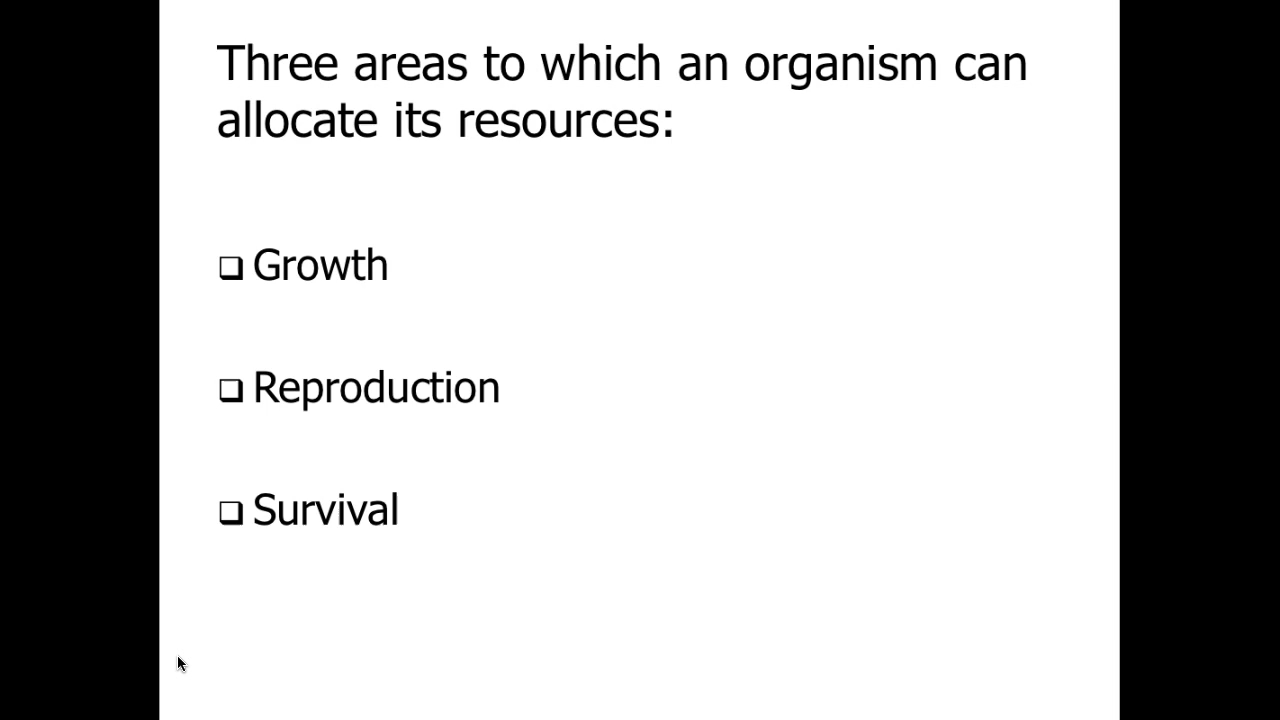 Three areas to which an organism can
allocate its resources:
❑ Growth
❑ Reproduction
❑ Survival